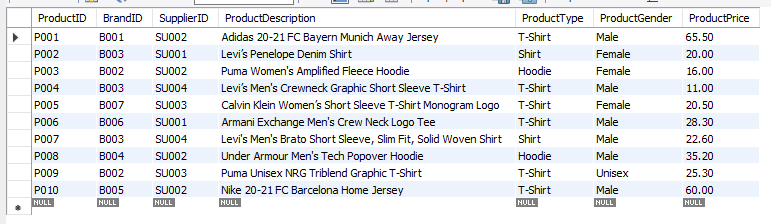 ProductID BrandID SupplierID ProductDescription ProductType ProductGender ProductPrice
P001 B001 SU002 Adidas 20-21 FC Bayern Munich Away Jersey T-Shirt Male 65.50
P002 B003 SU001 Levi's Penelope Denim Shirt Shirt Female 20.00
P003 B002 SU002 Puma Women's Amplified Fleece Hoodie Hoodie Female 16.00
P004 B003 SU004 Levi's Men's Crewneck Graphic Short Sleeve T-Shirt T-Shirt Male 11.00
P005 B007 SU003 Calvin Klein Women's Short Sleeve T-Shirt Monogram Logo T-Shirt Female 20.50
P006 B006 SU001 Armani Exchange Men's Crew Neck Logo Tee T-Shirt Male 28.30
P007 B003 SU004 Levi's Men's Brato Short Sleeve, Slim Fit, Solid Woven Shirt Shirt Male 22.60
P008 B004 SU002 Under Armour Men's Tech Popover Hoodie Hoodie Male 35.20
P009 B002 SU003 Puma Unisex NRG Triblend Graphic T-Shirt T-Shirt Unisex 25.30
P010 B005 SU002 Nike 20-21 FC Barcelona Home Jersey T-Shirt Male 60.00
NULL NULL NULL NULL NULL NULL NULL